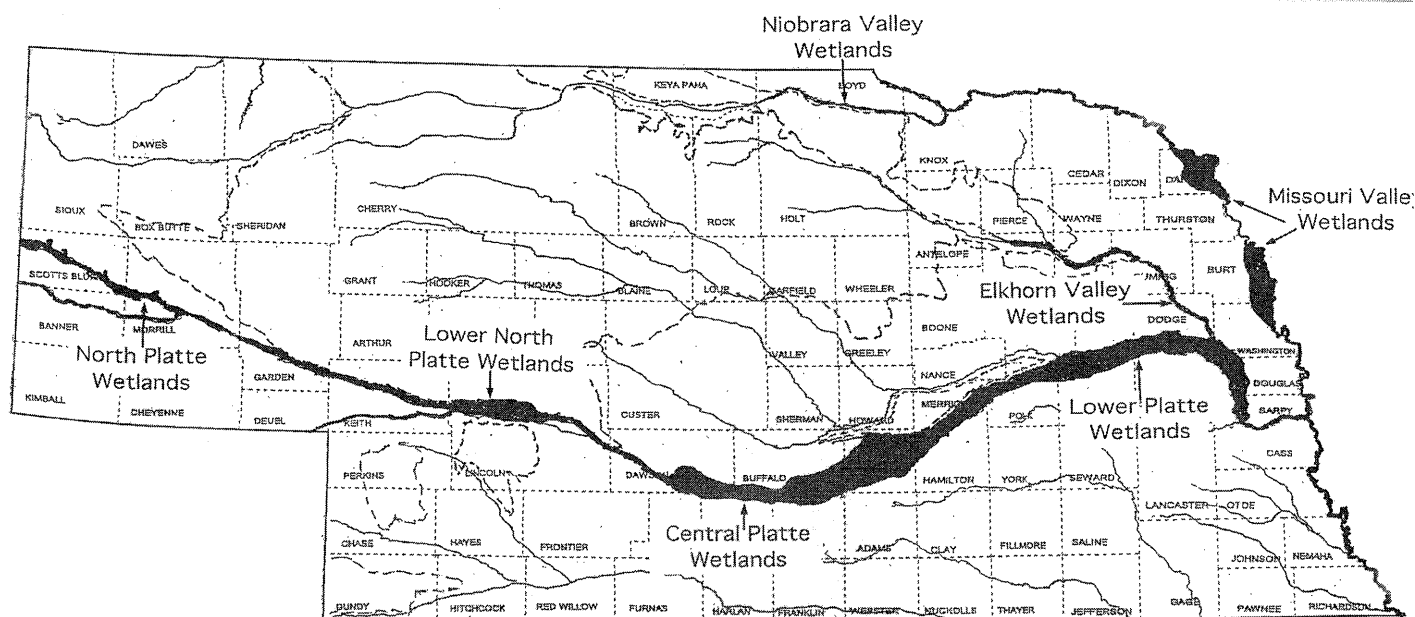 Niobrara Valley
Wetlands
KEYA PAHA
BOYD
DAWES
KNOX
CEDAR
DIXON
SIOUX
BOX BUTTE
SHERIDAN
CHERRY
BROWN
ROCK
HOLT
PIERCE
WAYNE
THURSTON
Missouri Valley
Wetlands
ANTELOPE
SCOTTS BLUFF
GRANT
HOOKER
THOMAS
BLAINE
LOUP
GARFIELD
WHEELER
BURT
Elkhorn Valley
Wetlands
DODGE
BANNER
MORRILL
North Platte
Wetlands
ARTHUR
Lower North
Platte Wetlands
VALLEY
GREELEY
BOONE
NANCE
WASHINGTON
DOUGLAS
SARPY
KIMBALL
CHEYENNE
GARDEN
DEUEL
KEITH
CUSTER
SHERMAN
HOWARD
MERRICK
POLK
Lower Platte
Wetlands
CASS
PERKINS
LINCOLN
DAWSON
BUFFALO
HAMILTON
YORK
SEWARD
LANCASTER
OTOE
Central Platte
Wetlands
CHASE
HAYES
FRONTIER
ADAMS
CLAY
FILLMORE
SALINE
JOHNSON
NEMAHA
DUNDY
HITCHCOCK
RED WILLOW
FURNAS
HARLAN
FRANKLIN
WEBSTER
NUCKOLLS
THAYER
JEFFERSON
GAGE
PAWNEE
RICHARDSON